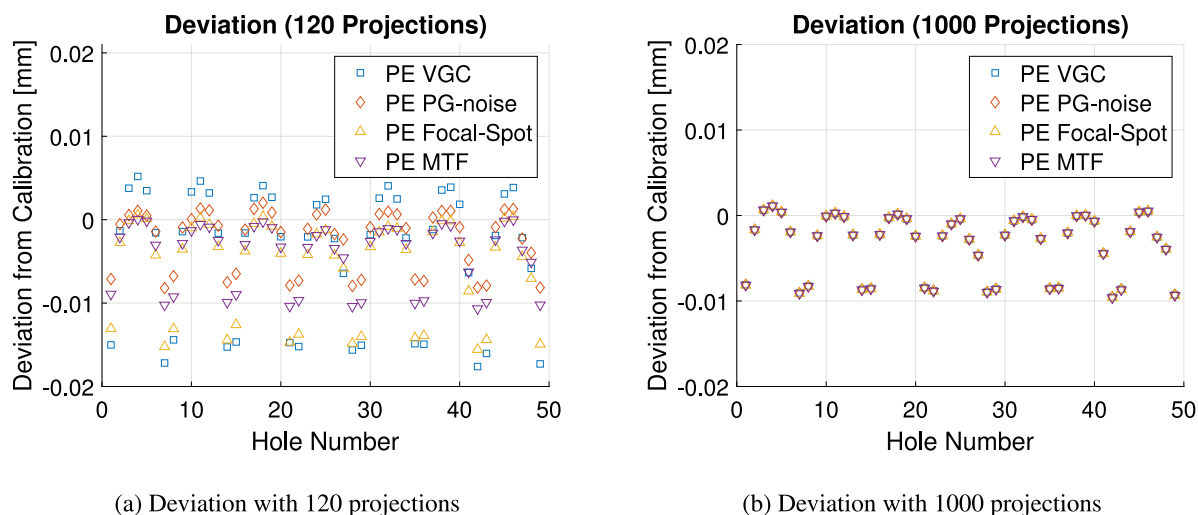 Deviation (120 Projections)
0.02
0.01
0
-0.01
-0.02
Deviation from Calibration [mm]
PE VGC
PE PG-noise
PE Focal-Spot
PE MTF
0 10 20 30 40 50
Hole Number
(a) Deviation with 120 projections
Deviation (1000 Projections)
0.02
0.01
0
-0.01
-0.02
Deviation from Calibration [mm]
PE VGC
PE PG-noise
PE Focal-Spot
PE MTF
0 10 20 30 40 50
Hole Number
(b) Deviation with 1000 projections